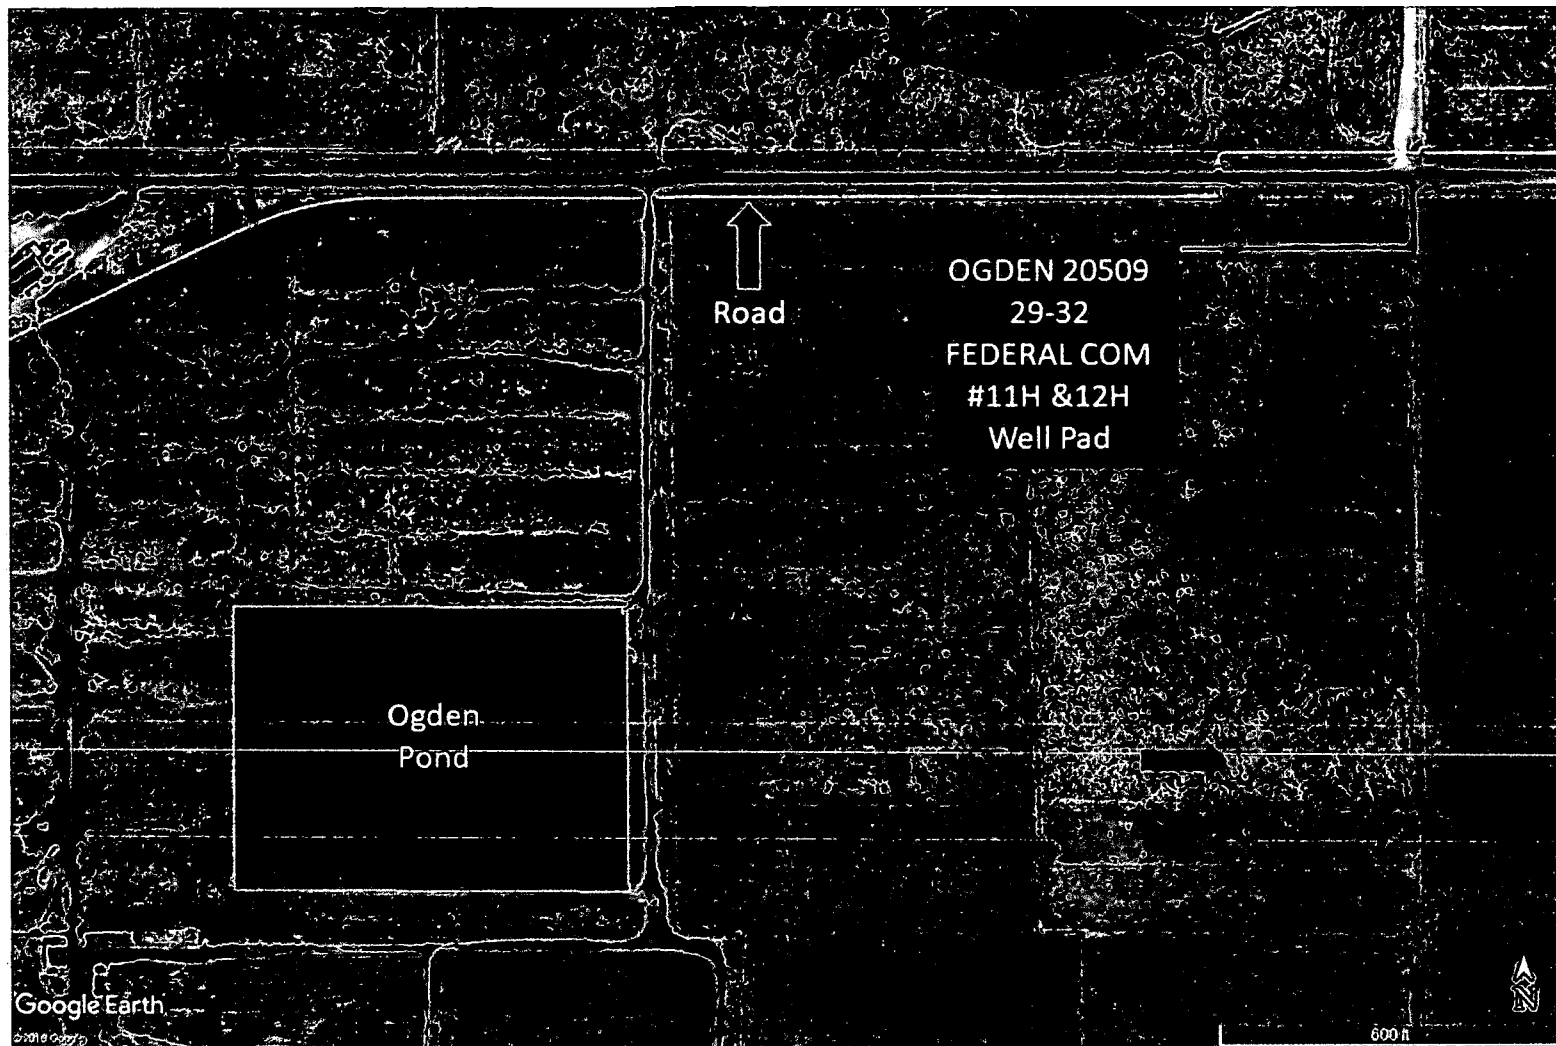 Road
OGDEN 20509
29-32
FEDERAL COM
#11H &12H
Well Pad
Ogden
Pond
Google Earth
N
600 ft